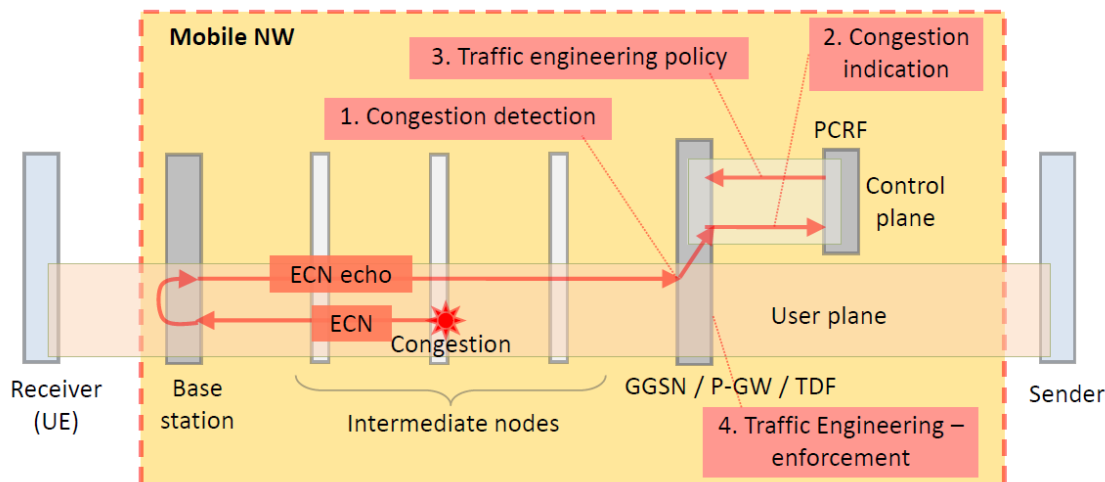 Mobile NW
2. Congestion
indication
3. Traffic engineering policy
1. Congestion detection
PCRF
Control
plane
ECN echo
ECN
Congestion
User plane
Receiver
(UE)
Base
station
Intermediate nodes
GGSN / P-GW / TDF
Sender
4. Traffic Engineering –
enforcement